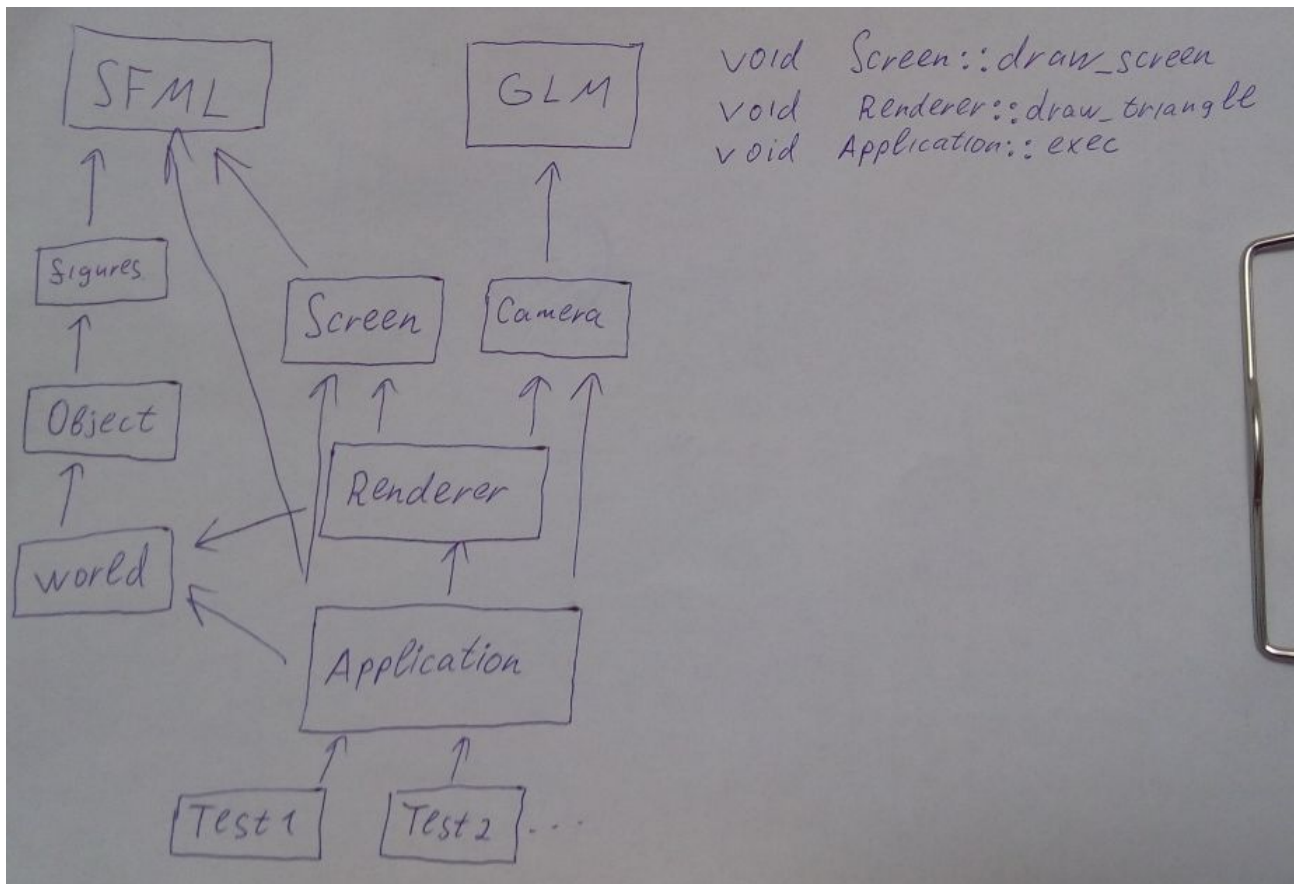 SFML
GLM
void Screen::draw_screen
void Renderer::draw_triangle
void Application::exec
figures
Screen
Camera
Object
Renderer
world
Application
Test1
Test2 ....